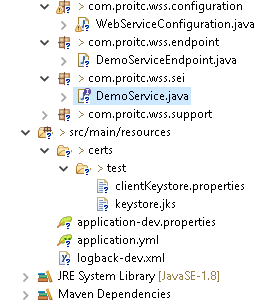 > com.proitc.wss.configuration
> WebServiceConfiguration.java
> com.proitc.wss.endpoint
> DemoServiceEndpoint.java
> com.proitc.wss.sei
> DemoService.java
> com.proitc.wss.support
> src/main/resources
> certs
> test
clientKeystore.properties
keystore.jks
application-dev.properties
application.yml
logback-dev.xml
JRE System Library [JavaSE-1.8]
Maven Dependencies